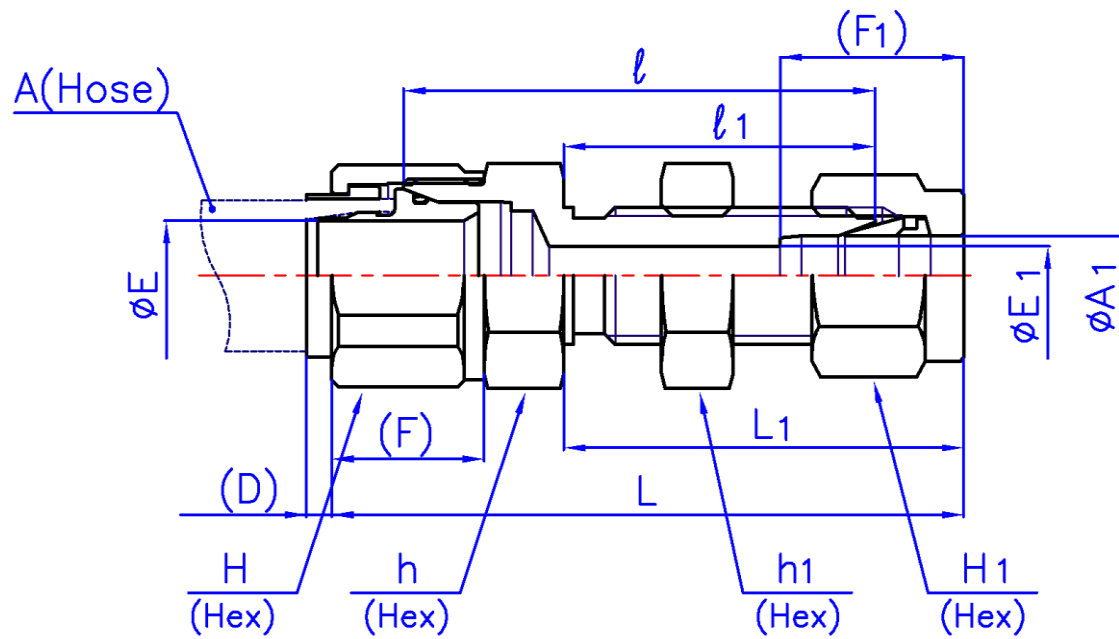 (F1)
ℓ
A(Hose)
ℓ1
øE
øE1
øA1
(F)
L1
(D)
L
H
(Hex)
h
(Hex)
h1
(Hex)
H1
(Hex)